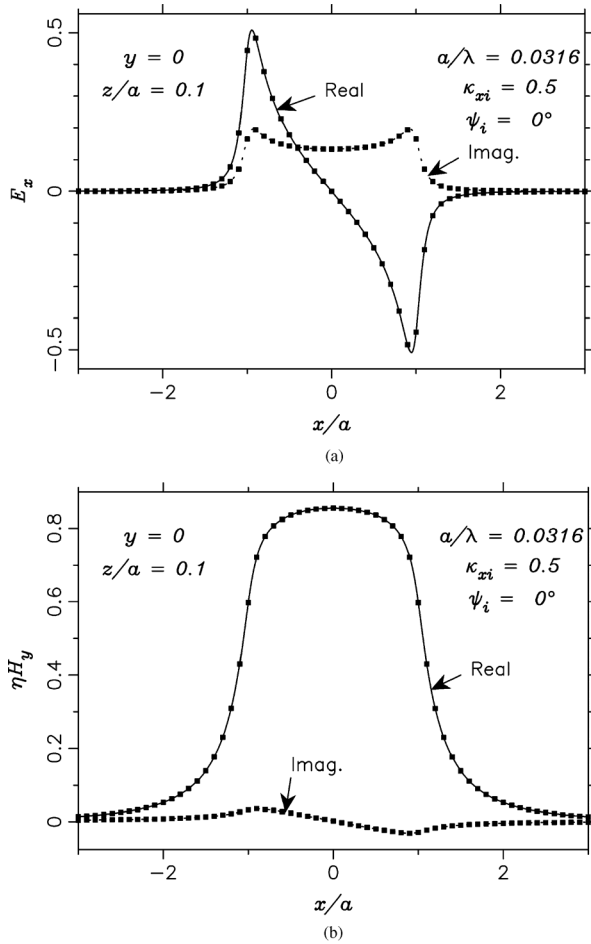 0.5
y = 0
z/a = 0.1
a/λ = 0.0316
κxi = 0.5
ψi = 0°
Real
Imag.
Ex
0
−0.5
−2
0
2
x/a
(a)
0.8
y = 0
z/a = 0.1
a/λ = 0.0316
κxi = 0.5
ψi = 0°
0.6
ηHy
0.4
Real
0.2
Imag.
0
−2
0
2
x/a
(b)